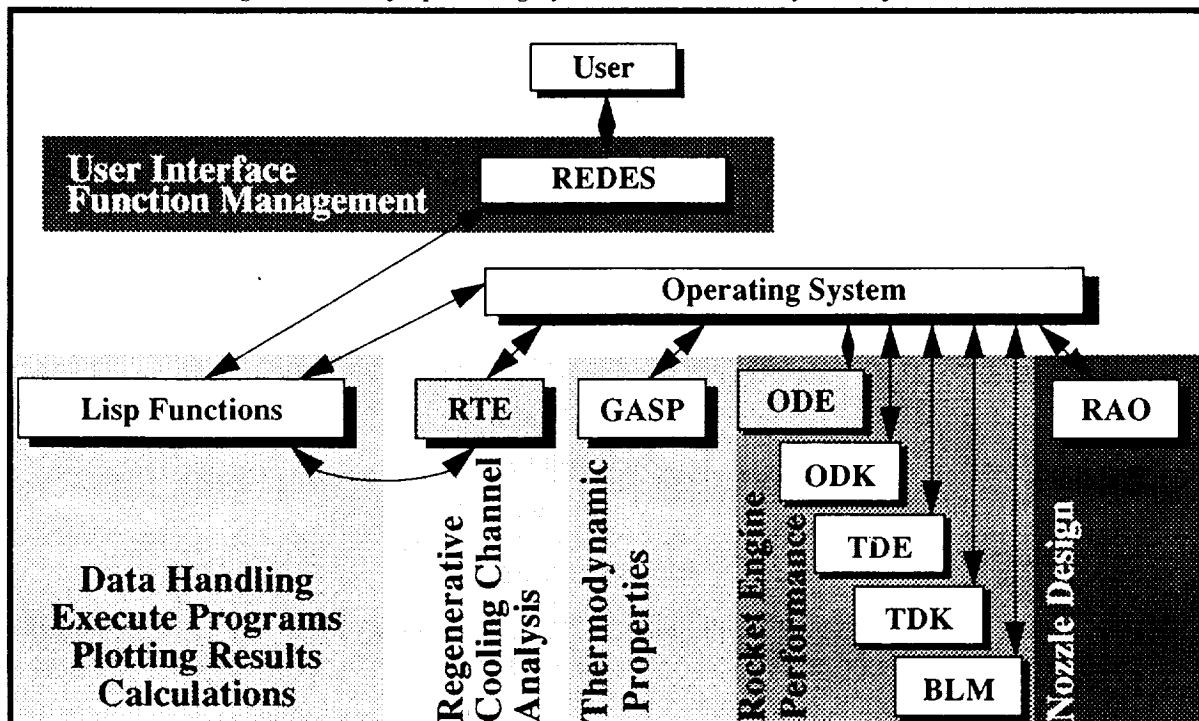 User
User Interface
Function Management
REDES
Operating System
Lisp Functions
RTE
GASP
ODE
RAO
ODK
TDE
TDK
BLM
Data Handling
Execute Programs
Plotting Results
Calculations
Regenerative
Cooling Channel
Analysis
Thermodynamic
Properties
Rocket Engine
Performance
Nozzle Design